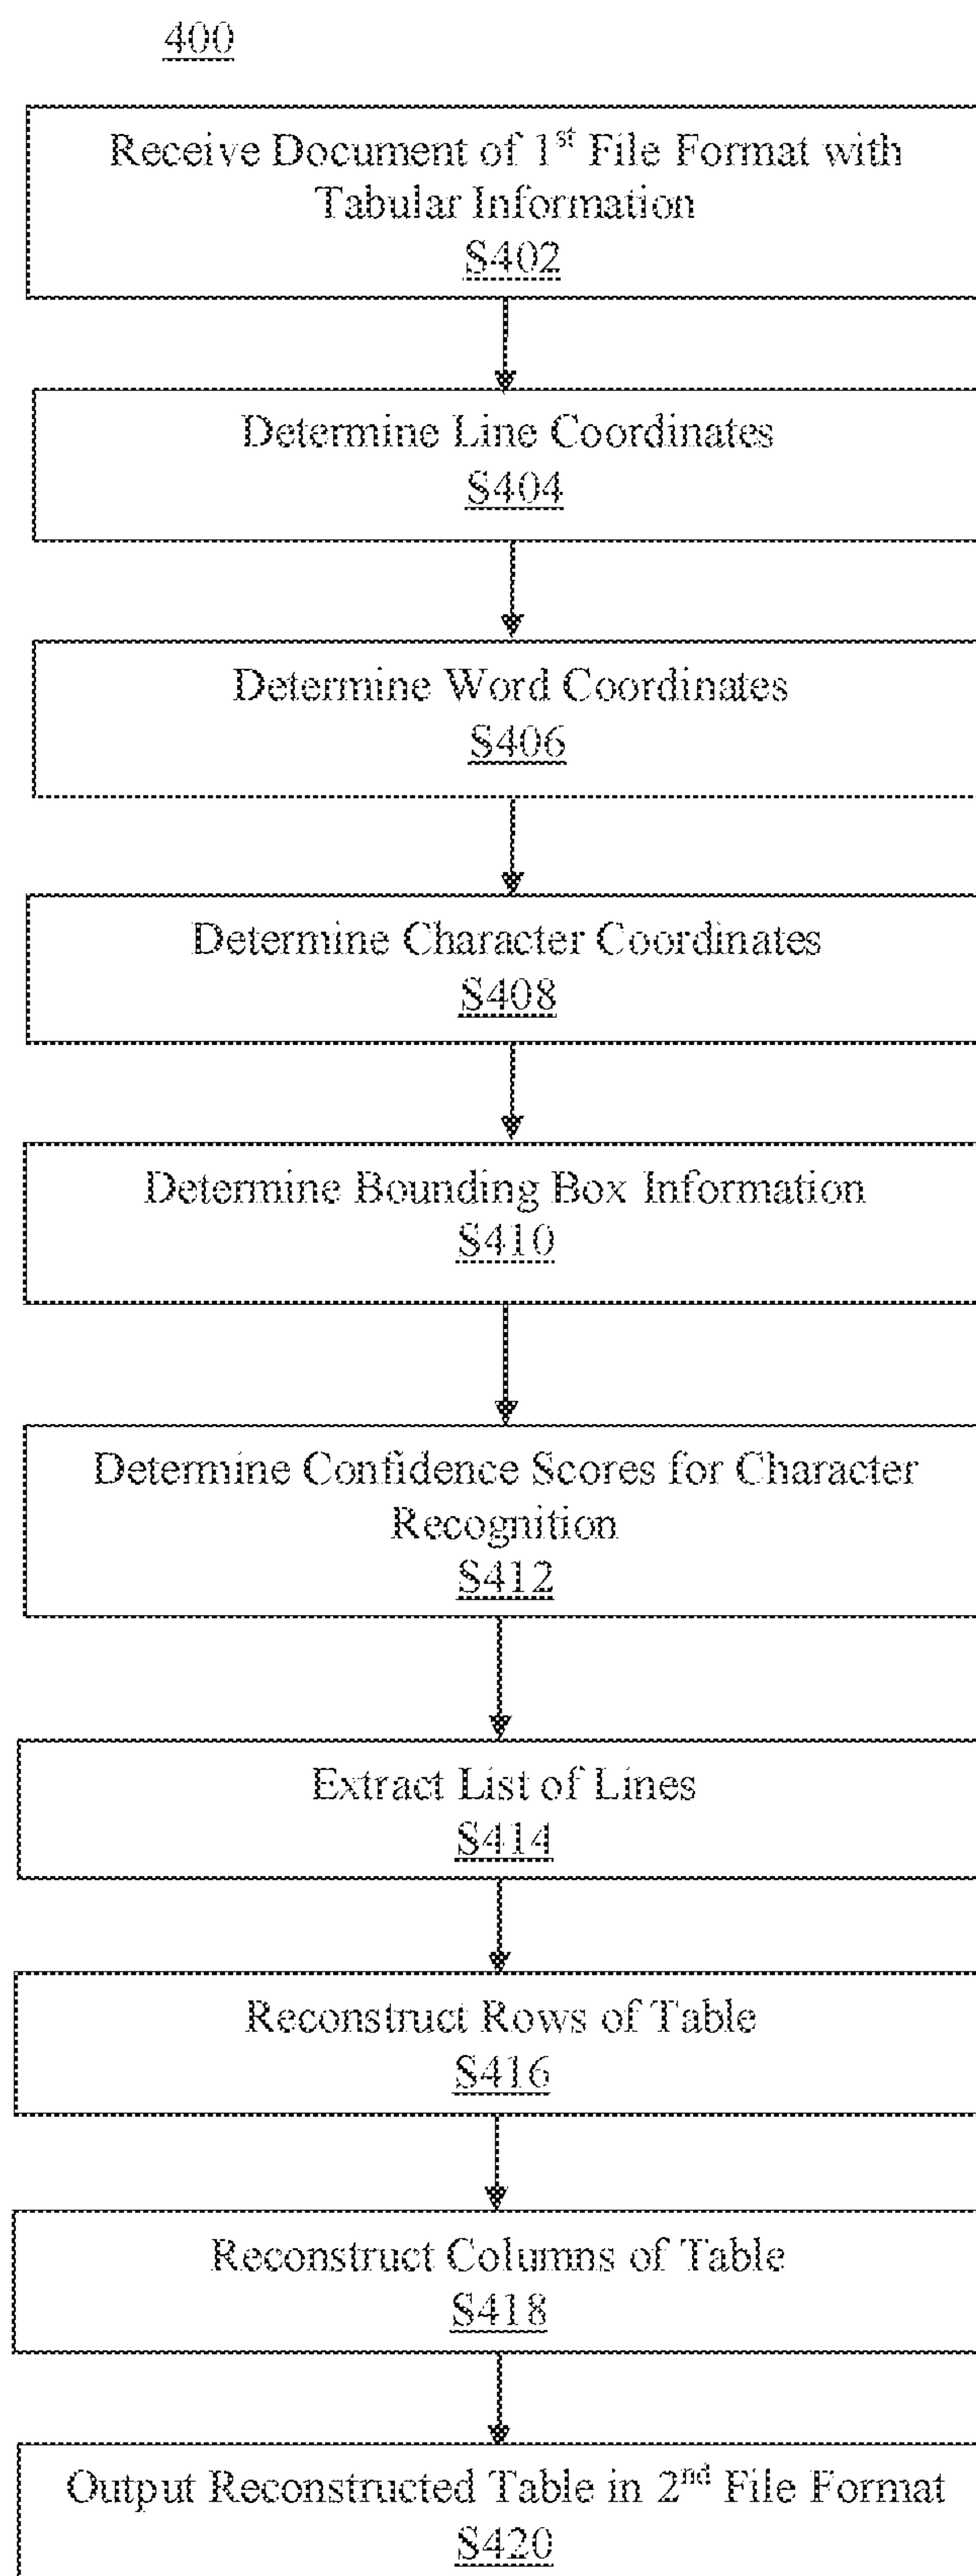 400
Receive Document of 1st File Format with
Tabular Information
S402
Determine Line Coordinates
S404
Determine Word Coordinates
S406
Determine Character Coordinates
S408
Determine Bounding Box Information
S410
Determine Confidence Scores for Character
Recognition
S412
Extract List of Lines
S414
Reconstruct Rows of Table
S416
Reconstruct Columns of Table
S418
Output Reconstructed Table in 2nd File Format
S420